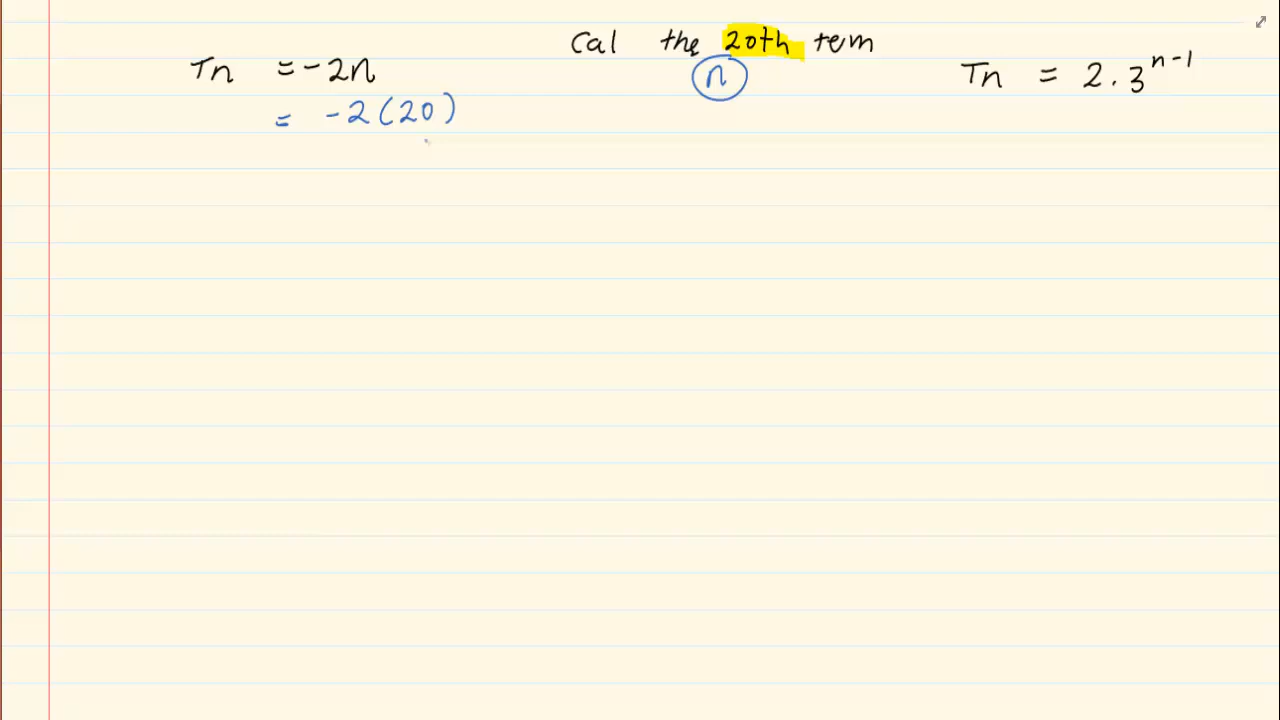 Cal the 20th term
n
Tn = -2n
= -2(20)
Tn = 2.3^{n-1}